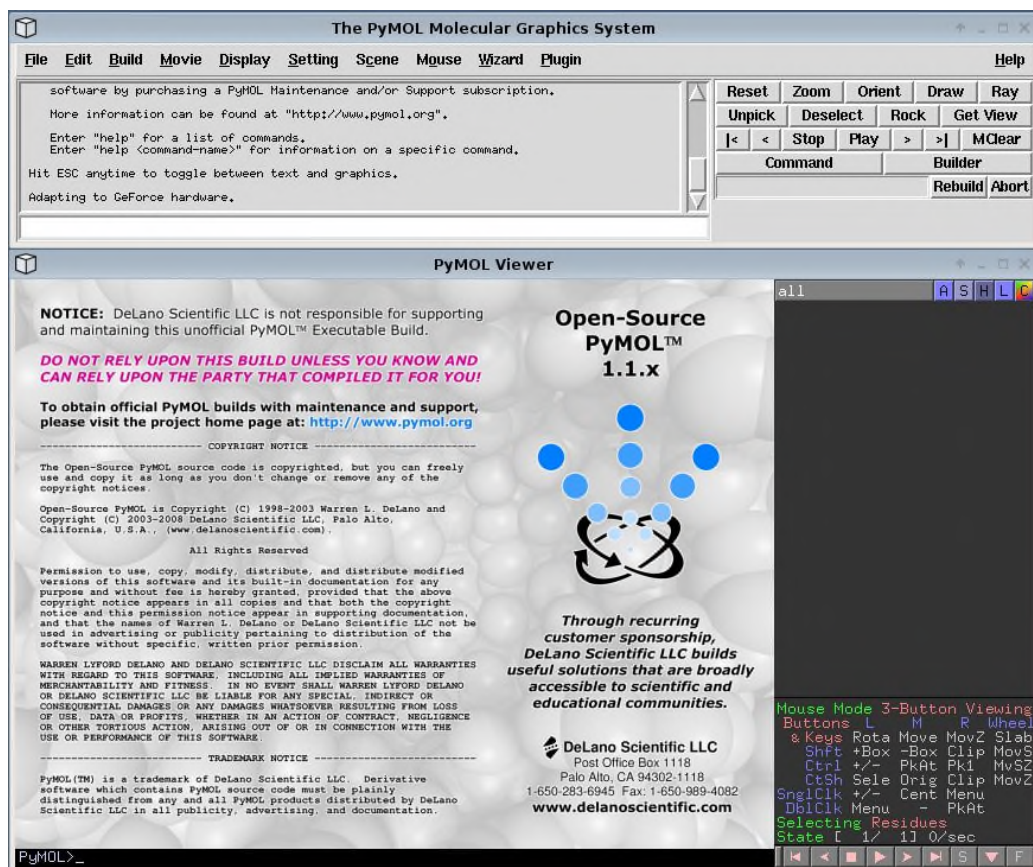 The PyMOL Molecular Graphics System
File Edit Build Movie Display Setting Scene Mouse Wizard Plugin Help
software by purchasing a PyMOL Maintenance and/or Support subscription.
More information can be found at "http://www.pymol.org".
Enter "help" for a list of commands.
Enter "help <command-name>" for information on a specific command.
Hit ESC anytime to toggle between text and graphics.
Adapting to GeForce hardware.
Reset Zoom Orient Draw Ray
Unpick Deselect Rock Get View
|< < Stop Play > >| MClear
Command Builder
Rebuild Abort
PyMOL Viewer
NOTICE: DeLano Scientific LLC is not responsible for supporting
and maintaining this unofficial PyMOL™ Executable Build.
DO NOT RELY UPON THIS BUILD UNLESS YOU KNOW AND
CAN RELY UPON THE PARTY THAT COMPILED IT FOR YOU!
To obtain official PyMOL builds with maintenance and support,
please visit the project home page at: http://www.pymol.org
COPYRIGHT NOTICE
The Open-Source PyMOL source code is copyrighted, but you can freely
use and copy it as long as you don't change or remove any of the
copyright notices.
Open-Source PyMOL is Copyright (C) 1998-2003 Warren L. DeLano and
Copyright (C) 2003-2008 DeLano Scientific LLC, Palo Alto,
California, U.S.A., (www.delanoscientific.com).
All Rights Reserved
Permission to use, copy, modify, distribute, and distribute modified
versions of this software and its built-in documentation for any
purpose and without fee is hereby granted, provided that the above
copyright notice appears in all copies and that both the copyright
notice and this permission notice appear in supporting documentation,
and that the names of Warren L. DeLano or DeLano Scientific LLC not be
used in advertising or publicity pertaining to distribution of the
software without specific, written prior permission.
WARREN LYFORD DELANO AND DELANO SCIENTIFIC LLC DISCLAIM ALL WARRANTIES
WITH REGARD TO THIS SOFTWARE, INCLUDING ALL IMPLIED WARRANTIES OF
MERCHANTABILITY AND FITNESS. IN NO EVENT SHALL WARREN LYFORD DELANO
OR DELANO SCIENTIFIC LLC BE LIABLE FOR ANY SPECIAL, INDIRECT OR
CONSEQUENTIAL DAMAGES OR ANY DAMAGES WHATSOEVER RESULTING FROM LOSS
OF USE, DATA OR PROFITS, WHETHER IN AN ACTION OF CONTRACT, NEGLIGENCE
OR OTHER TORTIOUS ACTION, ARISING OUT OF OR IN CONNECTION WITH THE
USE OR PERFORMANCE OF THIS SOFTWARE.
TRADEMARK NOTICE
PyMOL(TM) is a trademark of DeLano Scientific LLC. Derivative
software which contains PyMOL source code must be plainly
distinguished from any and all PyMOL products distributed by DeLano
Scientific LLC in all publicity, advertising, and documentation.
Open-Source
PyMOL™
1.1.x
Through recurring
customer sponsorship,
DeLano Scientific LLC builds
useful solutions that are broadly
accessible to scientific and
educational communities.
DeLano Scientific LLC
Post Office Box 1118
Palo Alto, CA 94302-1118
1-650-283-6945 Fax: 1-650-989-4082
www.delanoscientific.com
all A S H L C
Mouse Mode 3-Button Viewing
Buttons L M R Wheel
& Keys Rota Move MovZ Slab
Shft +Box -Box Clip MovS
Ctrl +/- PkAt Pk1 MvSZ
CtSh Sele Orig Clip MovZ
SnglClk +/- Cent Menu
DblClk Menu - PkAt
Selecting Residues
State [ 1/ 1] 0/sec
S F
PyMOL>_